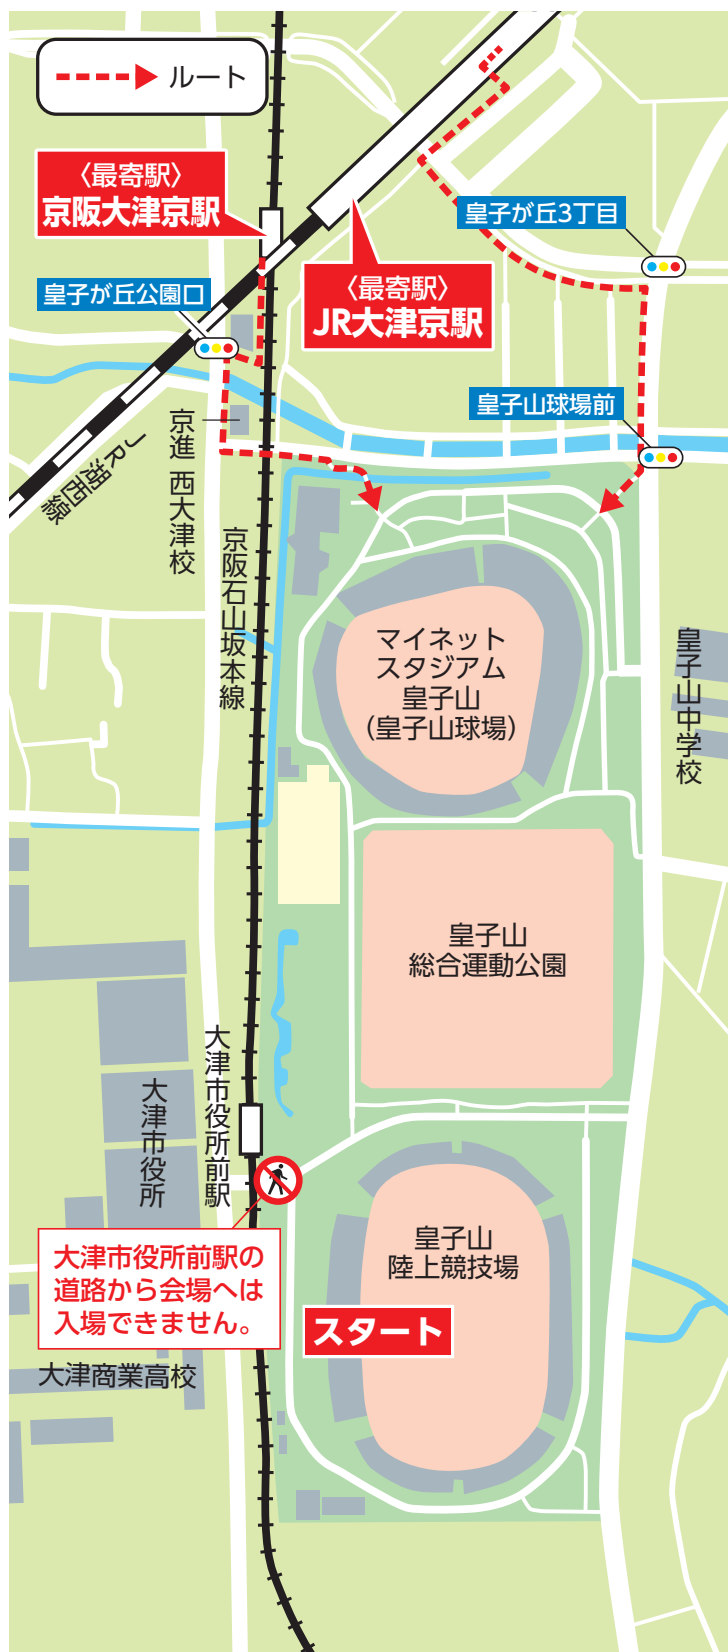 ルート
〈最寄駅〉
京阪大津京駅
皇子が丘3丁目
〈最寄駅〉
JR大津京駅
皇子が丘公園口
皇子山球場前
京進 西大津校
JR湖西線
京阪石山坂本線
マイネット
スタジアム
皇子山
（皇子山球場）
皇子山中学校
皇子山
総合運動公園
大津市役所前駅
大津市役所
皇子山
陸上競技場
大津市役所前駅の
道路から会場へは
入場できません。
スタート
大津商業高校